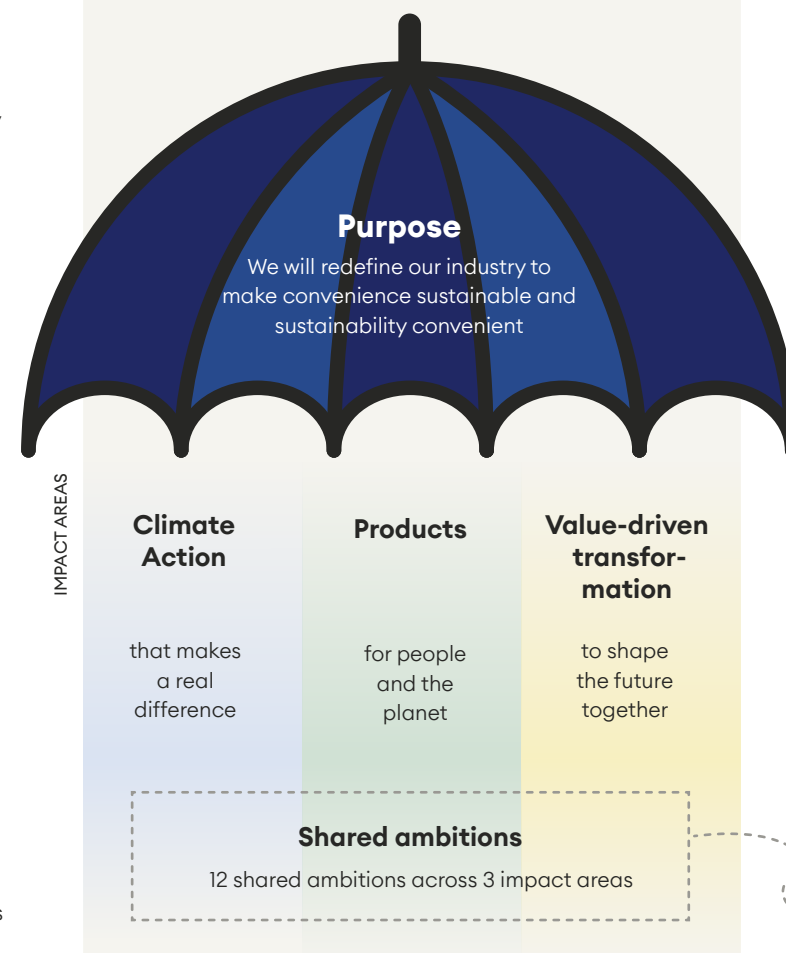 Purpose
We will redefine our industry to
make convenience sustainable and
sustainability convenient
IMPACT AREAS
Climate
Action
that makes
a real
difference
Products
for people
and the
planet
Value-driven
transfor-
mation
to shape
the future
together
Shared ambitions
12 shared ambitions across 3 impact areas